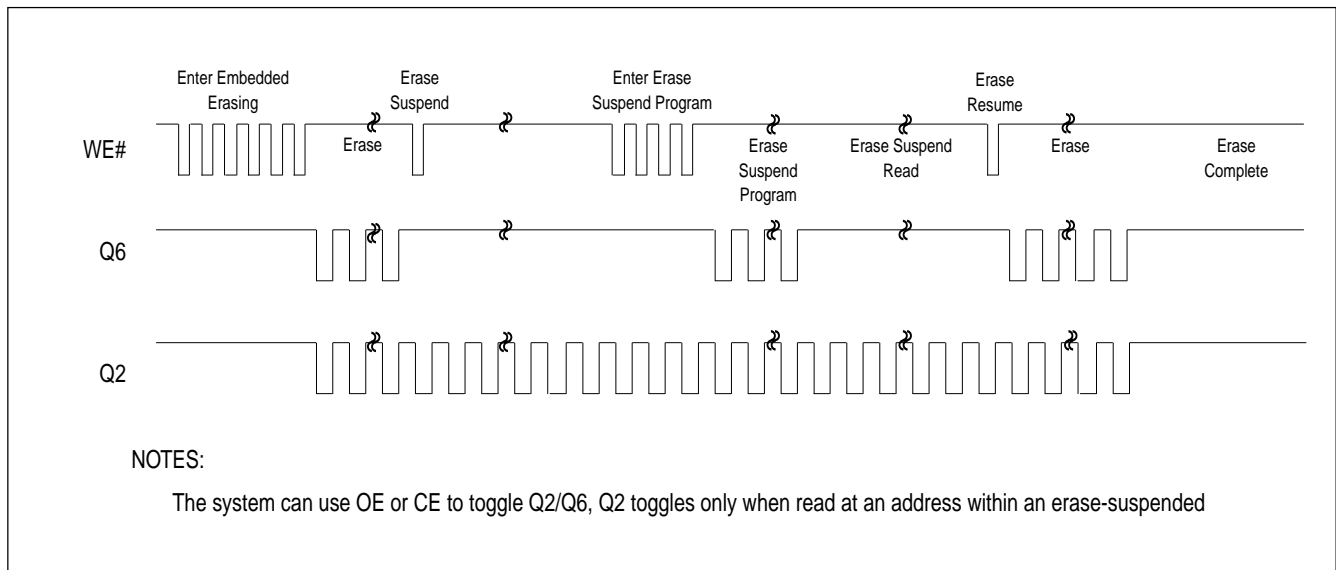 Enter Embedded
Erasing
Erase
Suspend
Enter Erase
Suspend Program
Erase
Resume
WE#
Erase
Erase
Suspend
Program
Erase Suspend
Read
Erase
Erase
Complete
Q6
Q2
NOTES:
The system can use OE or CE to toggle Q2/Q6, Q2 toggles only when read at an address within an erase-suspended